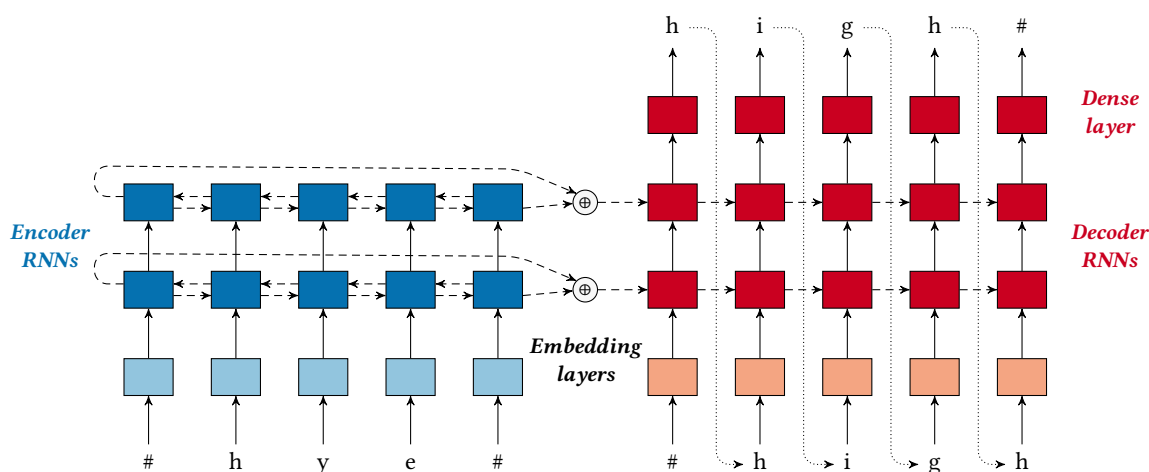 h i g h #
Dense
layer
Encoder
RNNs
⊕
⊕
Decoder
RNNs
Embedding
layers
# h y e # # h i g h